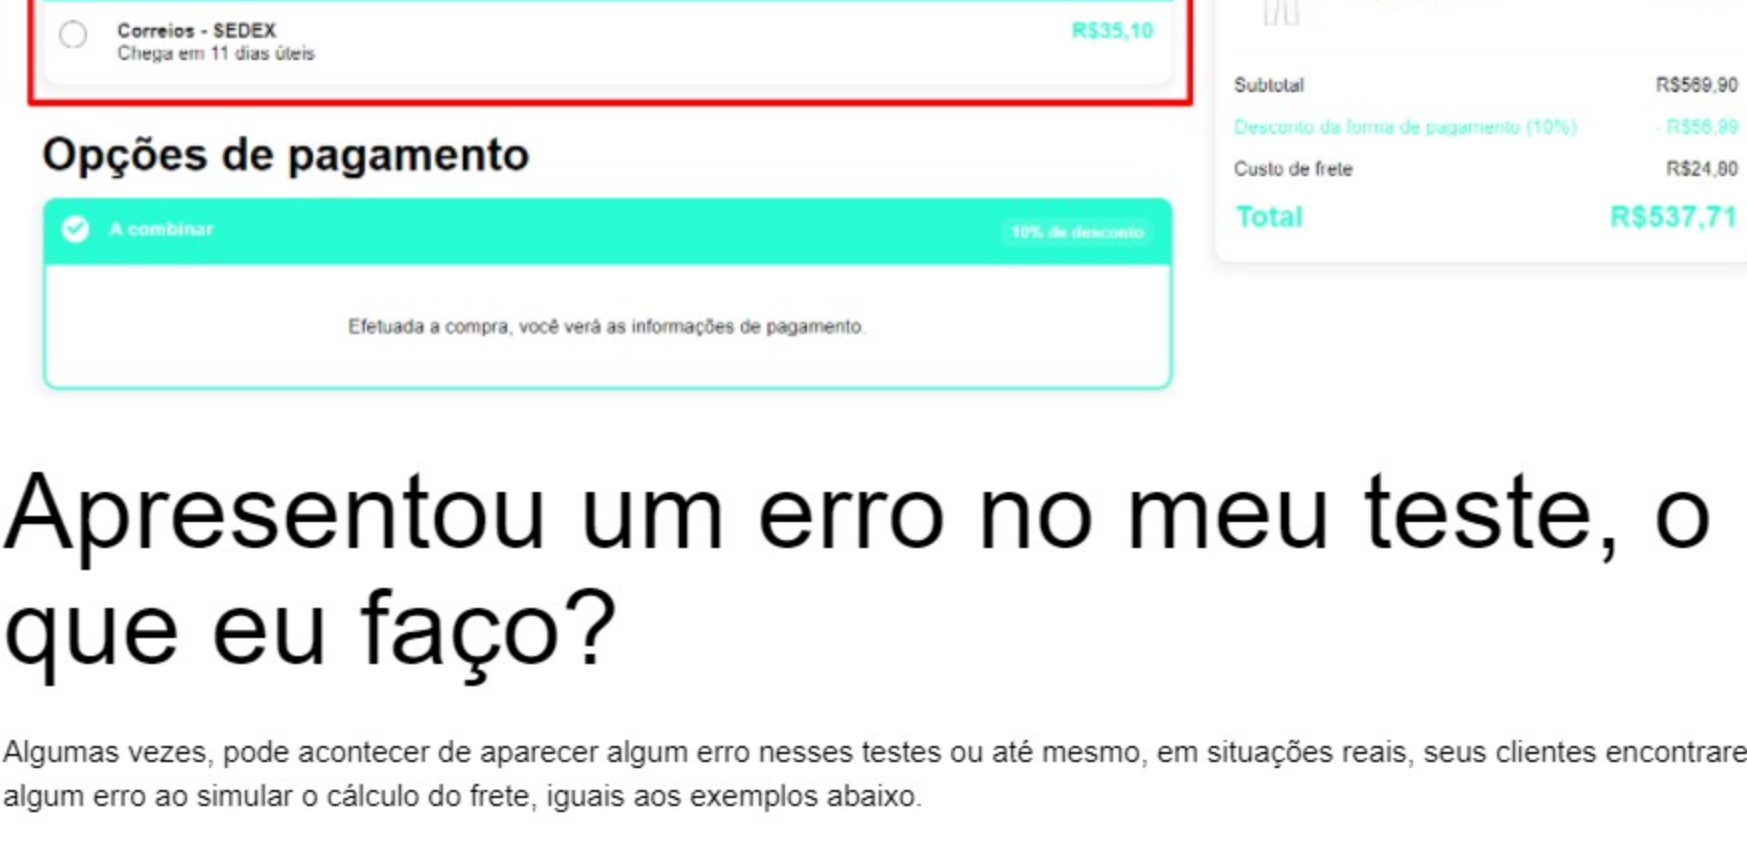 Correios - SEDEX
R$35,10
Chega em 11 dias úteis
Subtotal
R$569,90
Desconto da forma de pagamento (10%)
- R$56,99
Custo de frete
R$24,80
Total
R$537,71
Opções de pagamento
A combinar
10% de desconto
Efetuada a compra, você verá as informações de pagamento.
Apresentou um erro no meu teste, o
que eu faço?
Algumas vezes, pode acontecer de aparecer algum erro nesses testes ou até mesmo, em situações reais, seus clientes encontrare
algum erro ao simular o cálculo do frete, iguais aos exemplos abaixo.